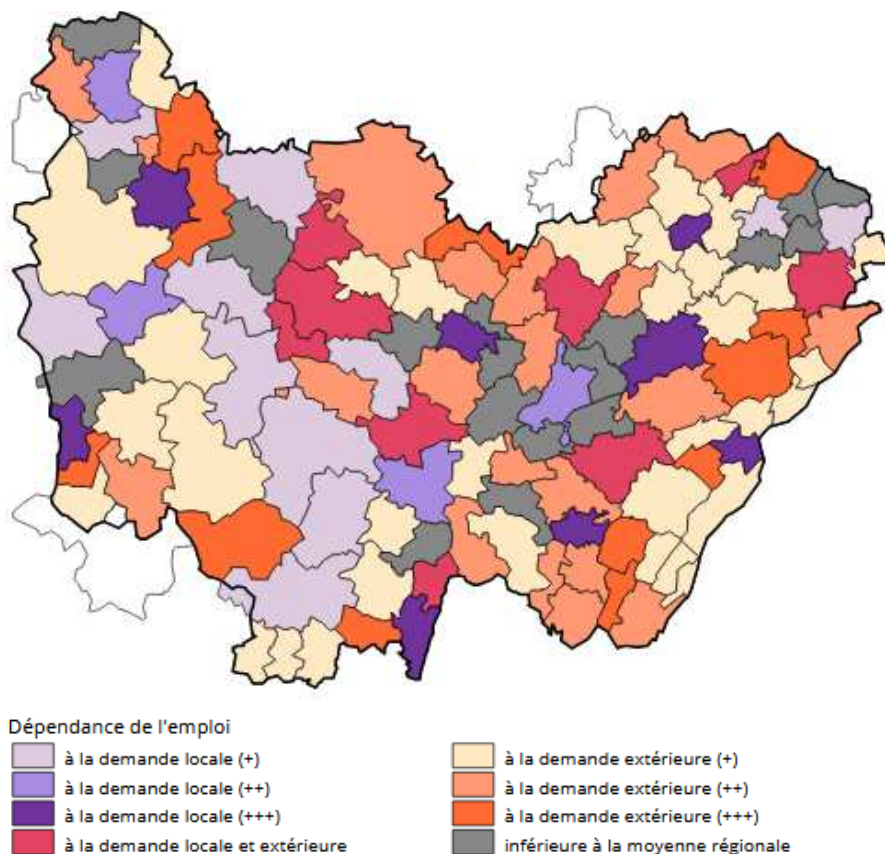 Dépendance de l'emploi
à la demande locale (+)
à la demande locale (++)
à la demande locale (+++)
à la demande locale et extérieure
à la demande extérieure (+)
à la demande extérieure (++)
à la demande extérieure (+++)
inférieure à la moyenne régionale